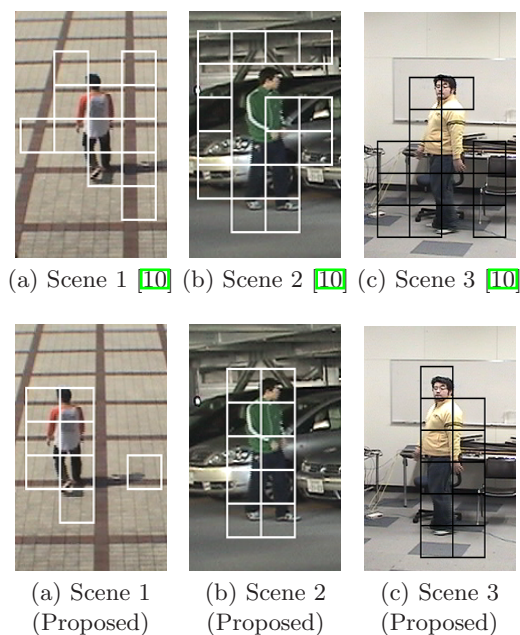 (a) Scene 1 [10] (b) Scene 2 [10] (c) Scene 3 [10]
(a) Scene 1 (b) Scene 2 (c) Scene 3
(Proposed) (Proposed) (Proposed)